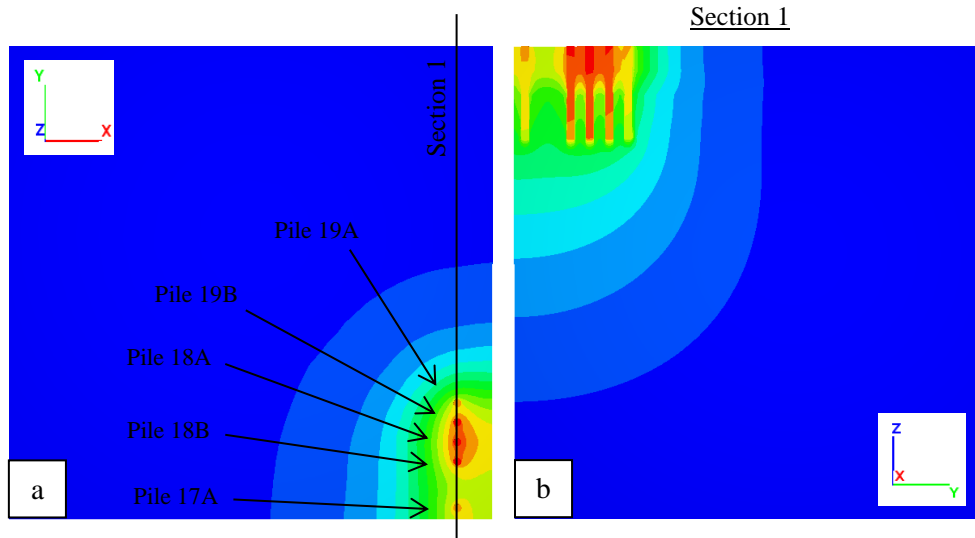 Section 1
Section 1
Y
Z
X
Pile 19A
Pile 19B
Pile 18A
Pile 18B
Pile 17A
a
b
Z
X
Y